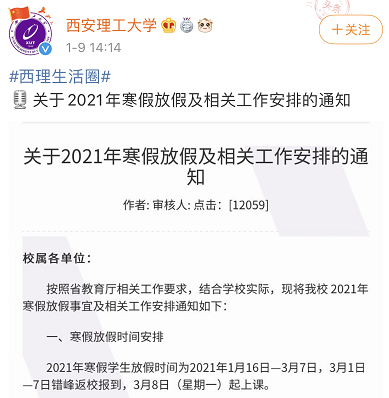 西安理工大学
1-9 14:14
+关注
#西理生活圈#
关于2021年寒假放假及相关工作安排的通知
关于2021年寒假放假及相关工作安排的通
知
作者: 审核人: 点击: [12059]
校属各单位：
按照省教育厅相关工作要求，结合学校实际，现将我校 2021年
寒假放假事宜及相关工作安排通知如下：
一、寒假放假时间安排
2021年寒假学生放假时间为2021年1月16日—3月7日，3月1日
—7日错峰返校报到，3月8日（星期一）起上课。